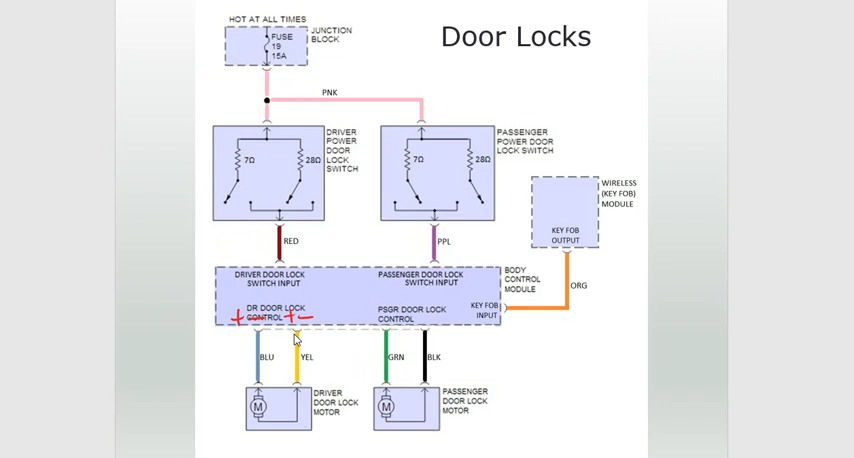 Door Locks
HOT AT ALL TIMES
FUSE
19
15A
JUNCTION
BLOCK
PNK
7Ω
28Ω
DRIVER
POWER
DOOR
LOCK
SWITCH
7Ω
28Ω
PASSENGER
POWER DOOR
LOCK SWITCH
WIRELESS
(KEY FOB)
MODULE
KEY FOB
OUTPUT
RED
PPL
ORG
DRIVER DOOR LOCK
SWITCH INPUT
PASSENGER DOOR LOCK
SWITCH INPUT
BODY
CONTROL
MODULE
DR DOOR LOCK
CONTROL
+ − + −
PSGR DOOR LOCK
CONTROL
KEY FOB
INPUT
BLU
YEL
GRN
BLK
M
DRIVER
DOOR LOCK
MOTOR
M
PASSENGER
DOOR LOCK
MOTOR